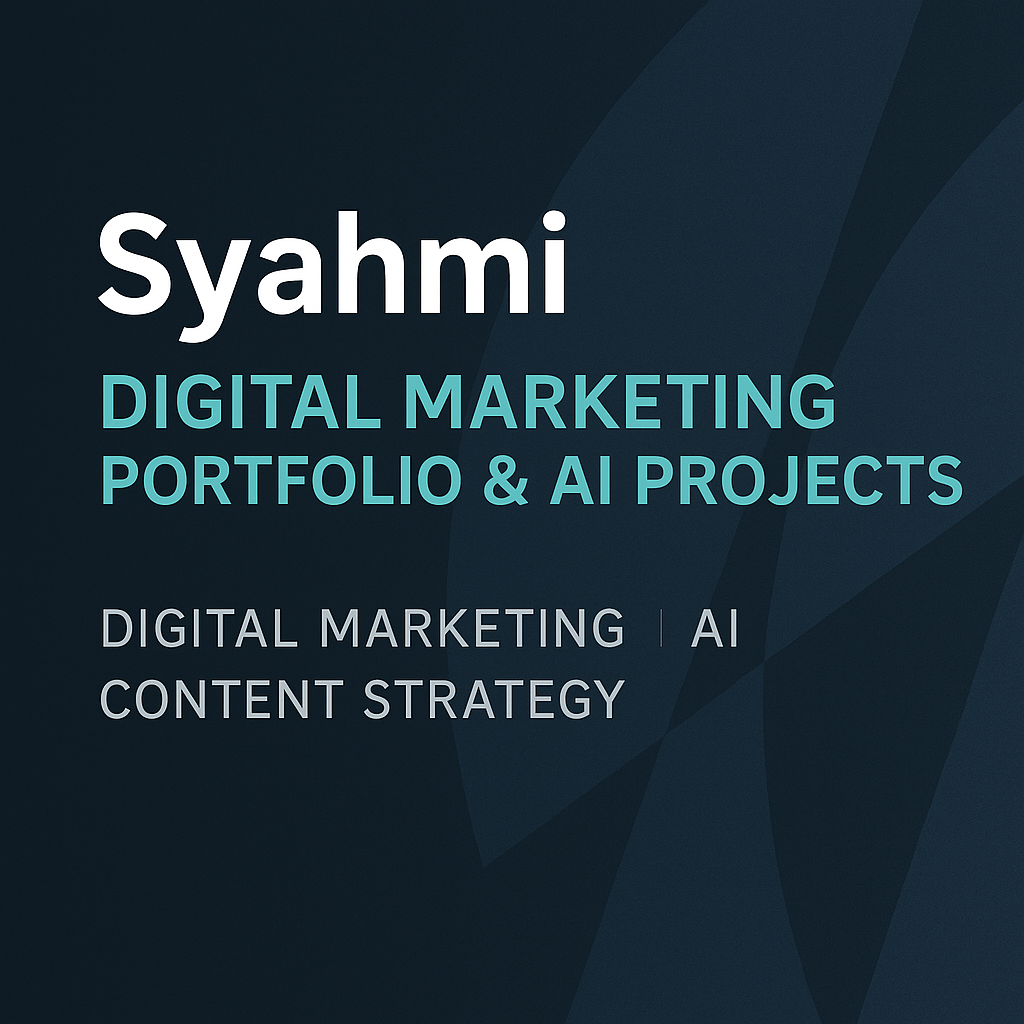 Syahmi
DIGITAL MARKETING
PORTFOLIO & AI PROJECTS
DIGITAL MARKETING | AI
CONTENT STRATEGY